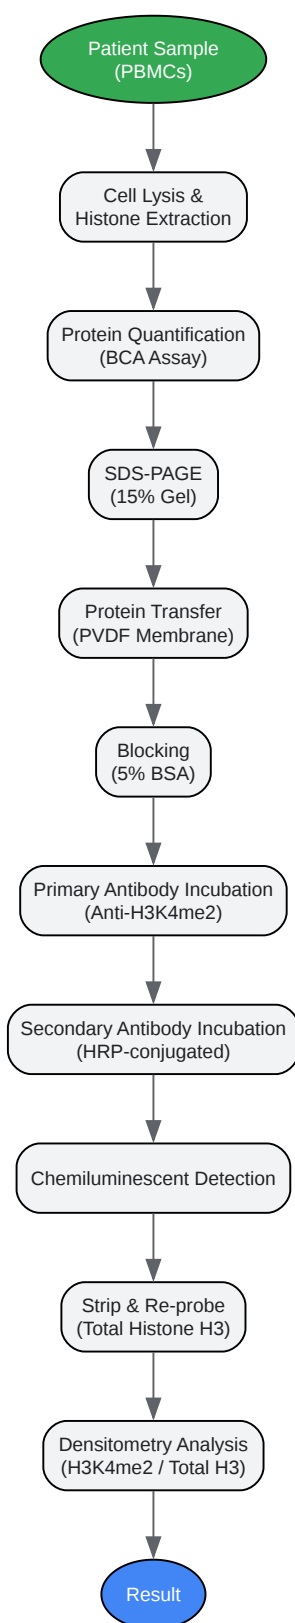 Patient Sample
(PBMCs)
Cell Lysis &
Histone Extraction
Protein Quantification
(BCA Assay)
SDS-PAGE
(15% Gel)
Protein Transfer
(PVDF Membrane)
Blocking
(5% BSA)
Primary Antibody Incubation
(Anti-H3K4me2)
Secondary Antibody Incubation
(HRP-conjugated)
Chemiluminescent Detection
Strip & Re-probe
(Total Histone H3)
Densitometry Analysis
(H3K4me2 / Total H3)
Result